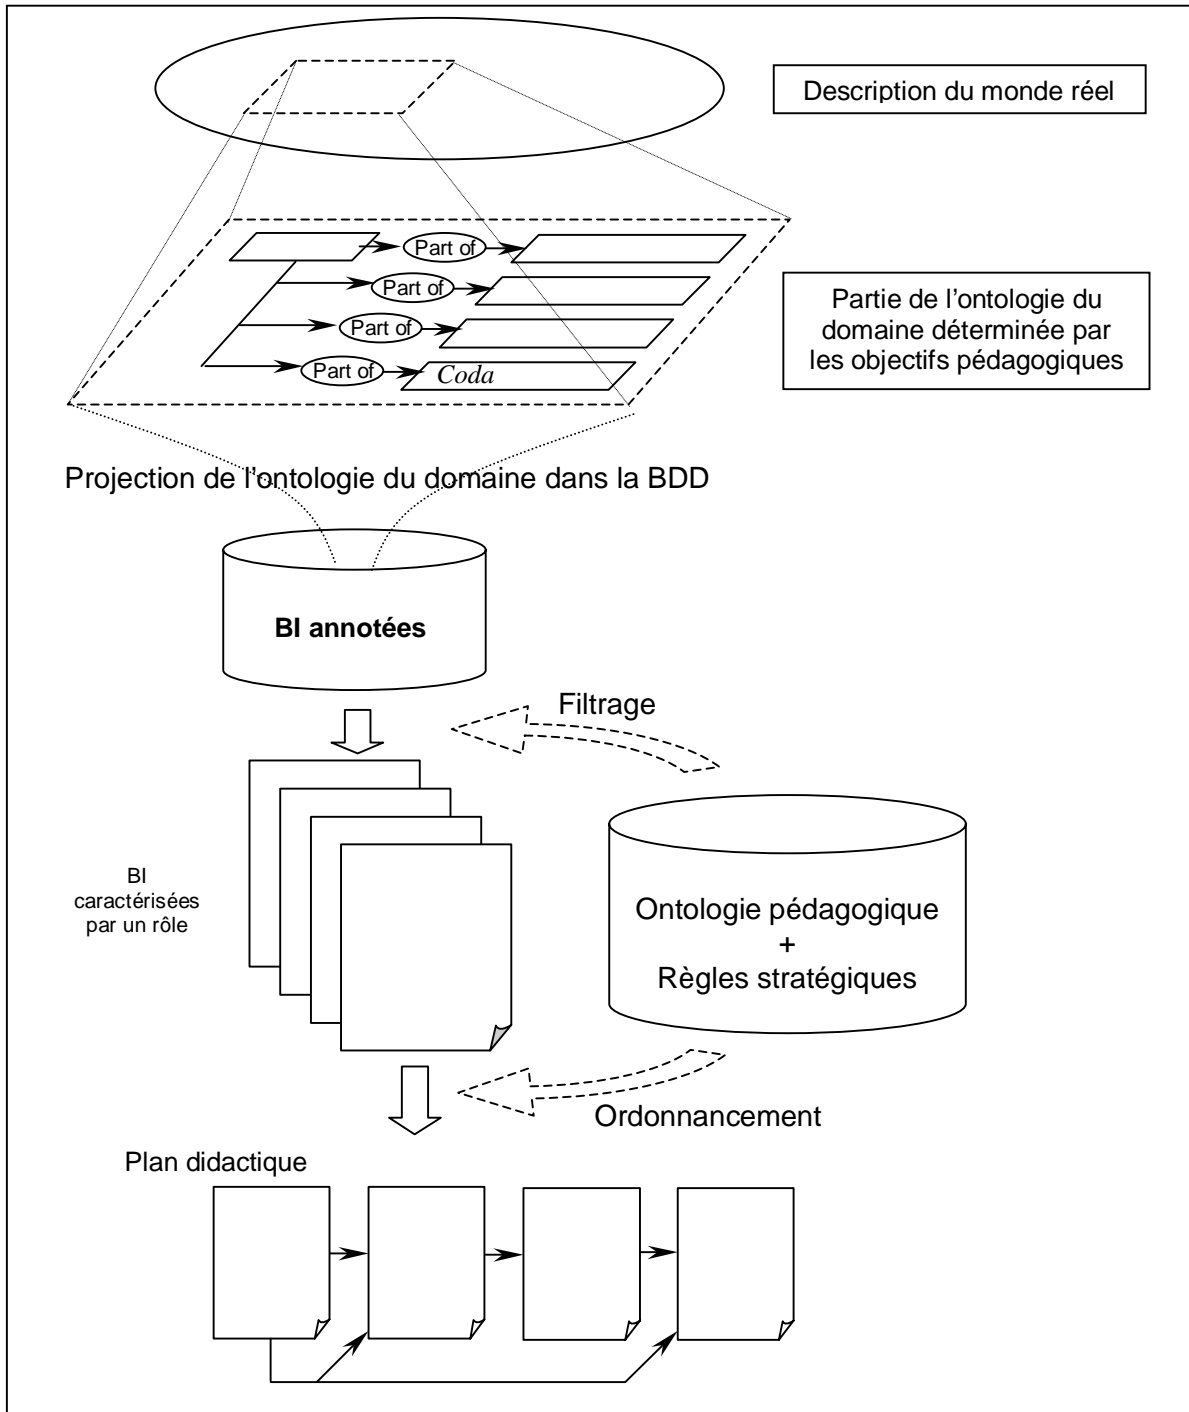 Description du monde réel
Part of
Part of
Part of
Part of
Coda
Partie de l'ontologie du
domaine déterminée par
les objectifs pédagogiques
Projection de l'ontologie du domaine dans la BDD
BI annotées
Filtrage
BI
caractérisées
par un rôle
Ontologie pédagogique
+
Règles stratégiques
Ordonnancement
Plan didactique